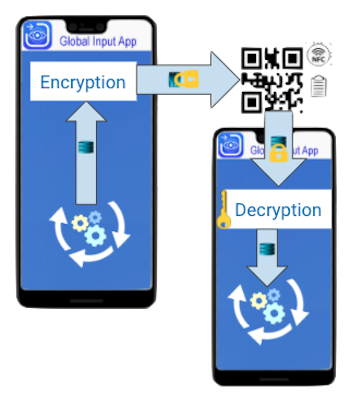 Global Input App
Encryption
NFC
Global Input App
Decryption